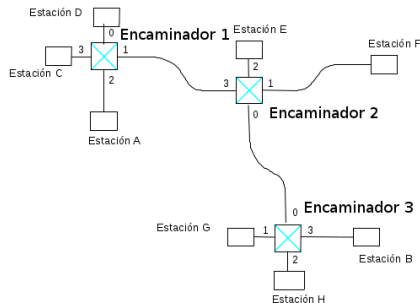 Estación D
0
Encaminador 1
3
1
Estación C
2
Estación A
Estación E
2
Estación F
3
1
0
Encaminador 2
0
Encaminador 3
Estación G
1
3
2
Estación B
Estación H